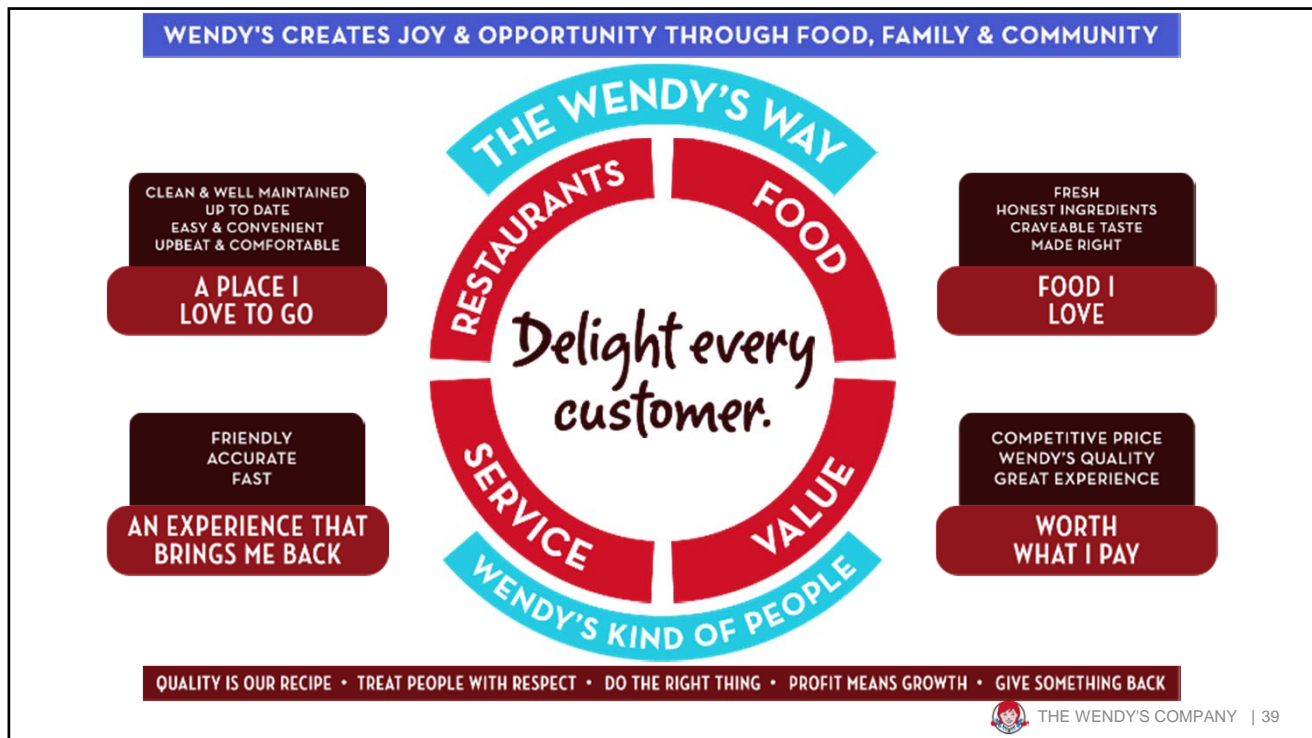 WENDY'S CREATES JOY & OPPORTUNITY THROUGH FOOD, FAMILY & COMMUNITY
THE WENDY'S WAY
RESTAURANTS
FOOD
CLEAN & WELL MAINTAINED
UP TO DATE
EASY & CONVENIENT
UPBEAT & COMFORTABLE
A PLACE I
LOVE TO GO
FRESH
HONEST INGREDIENTS
CRAVEABLE TASTE
MADE RIGHT
FOOD I
LOVE
Delight every
customer.
FRIENDLY
ACCURATE
FAST
AN EXPERIENCE THAT
BRINGS ME BACK
SERVICE
VALUE
COMPETITIVE PRICE
WENDY'S QUALITY
GREAT EXPERIENCE
WORTH
WHAT I PAY
WENDY'S KIND OF PEOPLE
QUALITY IS OUR RECIPE • TREAT PEOPLE WITH RESPECT • DO THE RIGHT THING • PROFIT MEANS GROWTH • GIVE SOMETHING BACK
THE WENDY'S COMPANY | 39